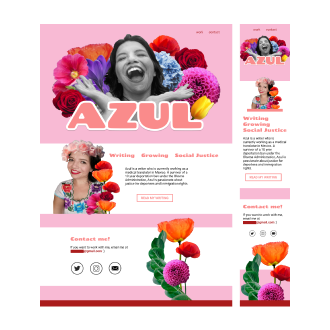 work contact
AZUL
Writing Growing Social Justice
Azul is a writer who is currently working as a
medical translator in Mexico. A survivor of a
10 year deportation ban under the
Obama Administration, Azul is passionate about
justice for deportees and immigrants rights.
READ MY WRITING
Contact me!
If you want to work with me, email me at
@gmail.com :)
work contact
AZUL
Writing
Growing
Social Justice
Azul is a writer who is currently
working as a medical
translator in Mexico. A survivor
of a 10 year
deportation ban under the
Obama Administration, Azul is
passionate about justice for
deportees and immigrants
rights.
READ MY WRITING
Contact me!
If you want to work with me,
email me at
@gmail.com :)